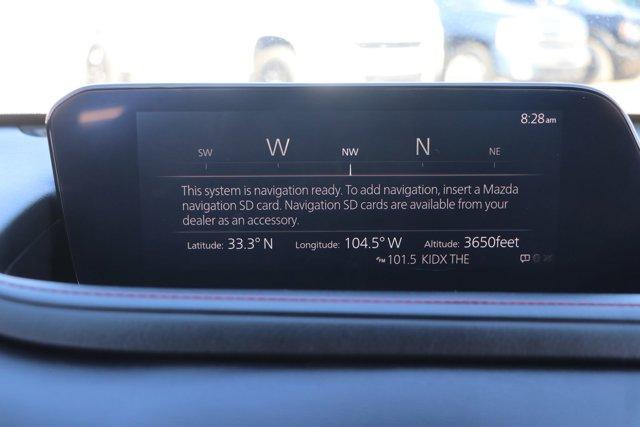 8:28am
SW W NW N NE
This system is navigation ready. To add navigation, insert a Mazda
navigation SD card. Navigation SD cards are available from your
dealer as an accessory.
Latitude: 33.3° N Longitude: 104.5° W Altitude: 3650feet
FM 101.5 KIDX THE